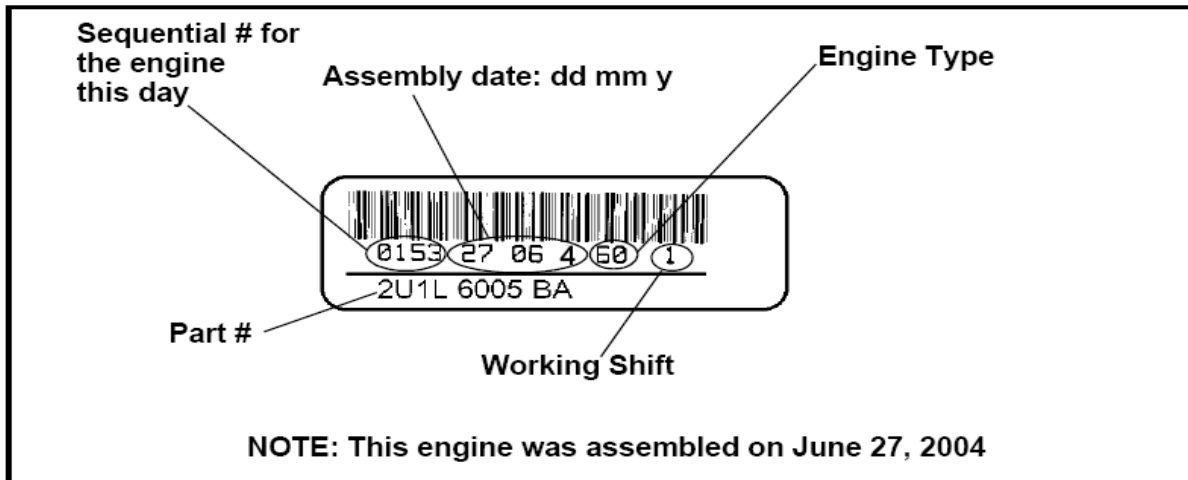 Sequential # for
the engine
this day
Assembly date: dd mm y
Engine Type
0153 27 06 4 60 1
2U1L 6005 BA
Part #
Working Shift
NOTE: This engine was assembled on June 27, 2004